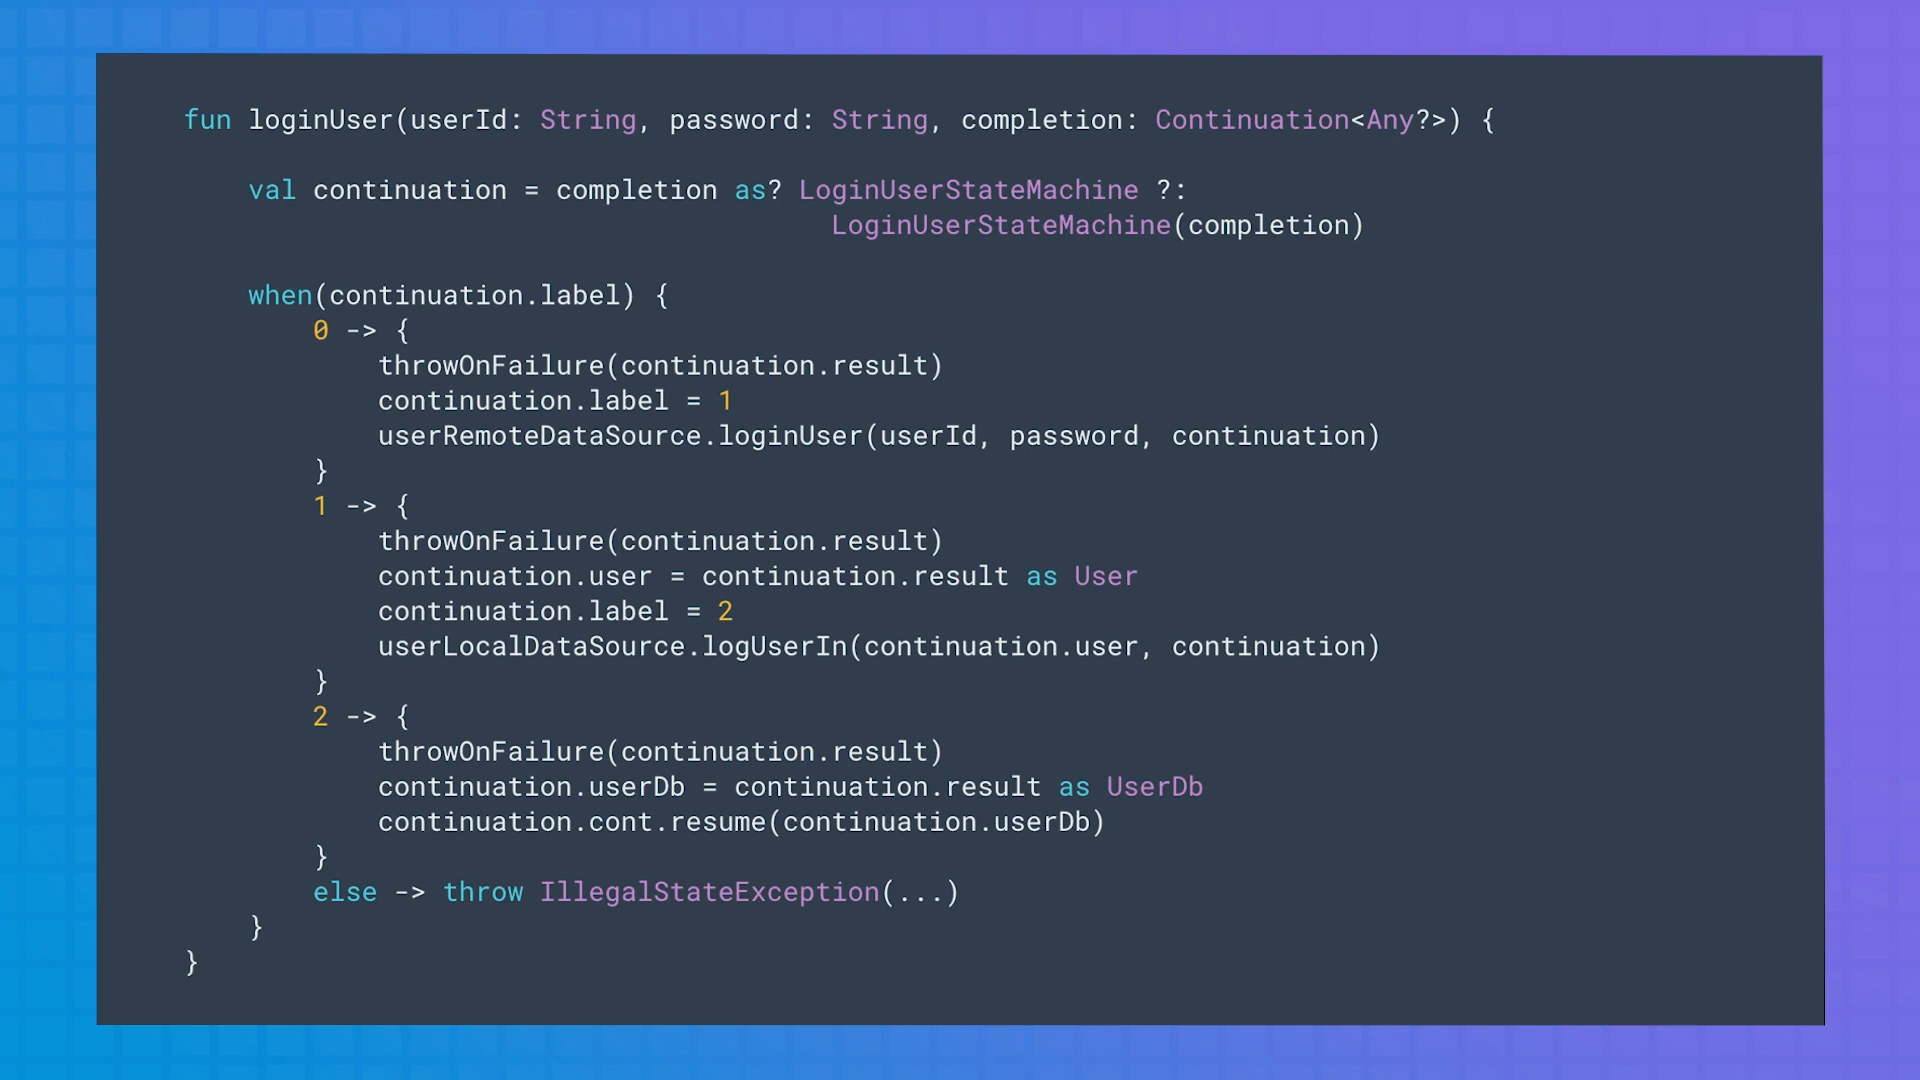 fun loginUser(userId: String, password: String, completion: Continuation<Any?>) {
val continuation = completion as? LoginUserStateMachine ?:
LoginUserStateMachine(completion)
when(continuation.label) {
0 -> {
throwOnFailure(continuation.result)
continuation.label = 1
userRemoteDataSource.loginUser(userId, password, continuation)
}
1 -> {
throwOnFailure(continuation.result)
continuation.user = continuation.result as User
continuation.label = 2
userLocalDataSource.logUserIn(continuation.user, continuation)
}
2 -> {
throwOnFailure(continuation.result)
continuation.userDb = continuation.result as UserDb
continuation.cont.resume(continuation.userDb)
}
else -> throw IllegalStateException(...)
}
}